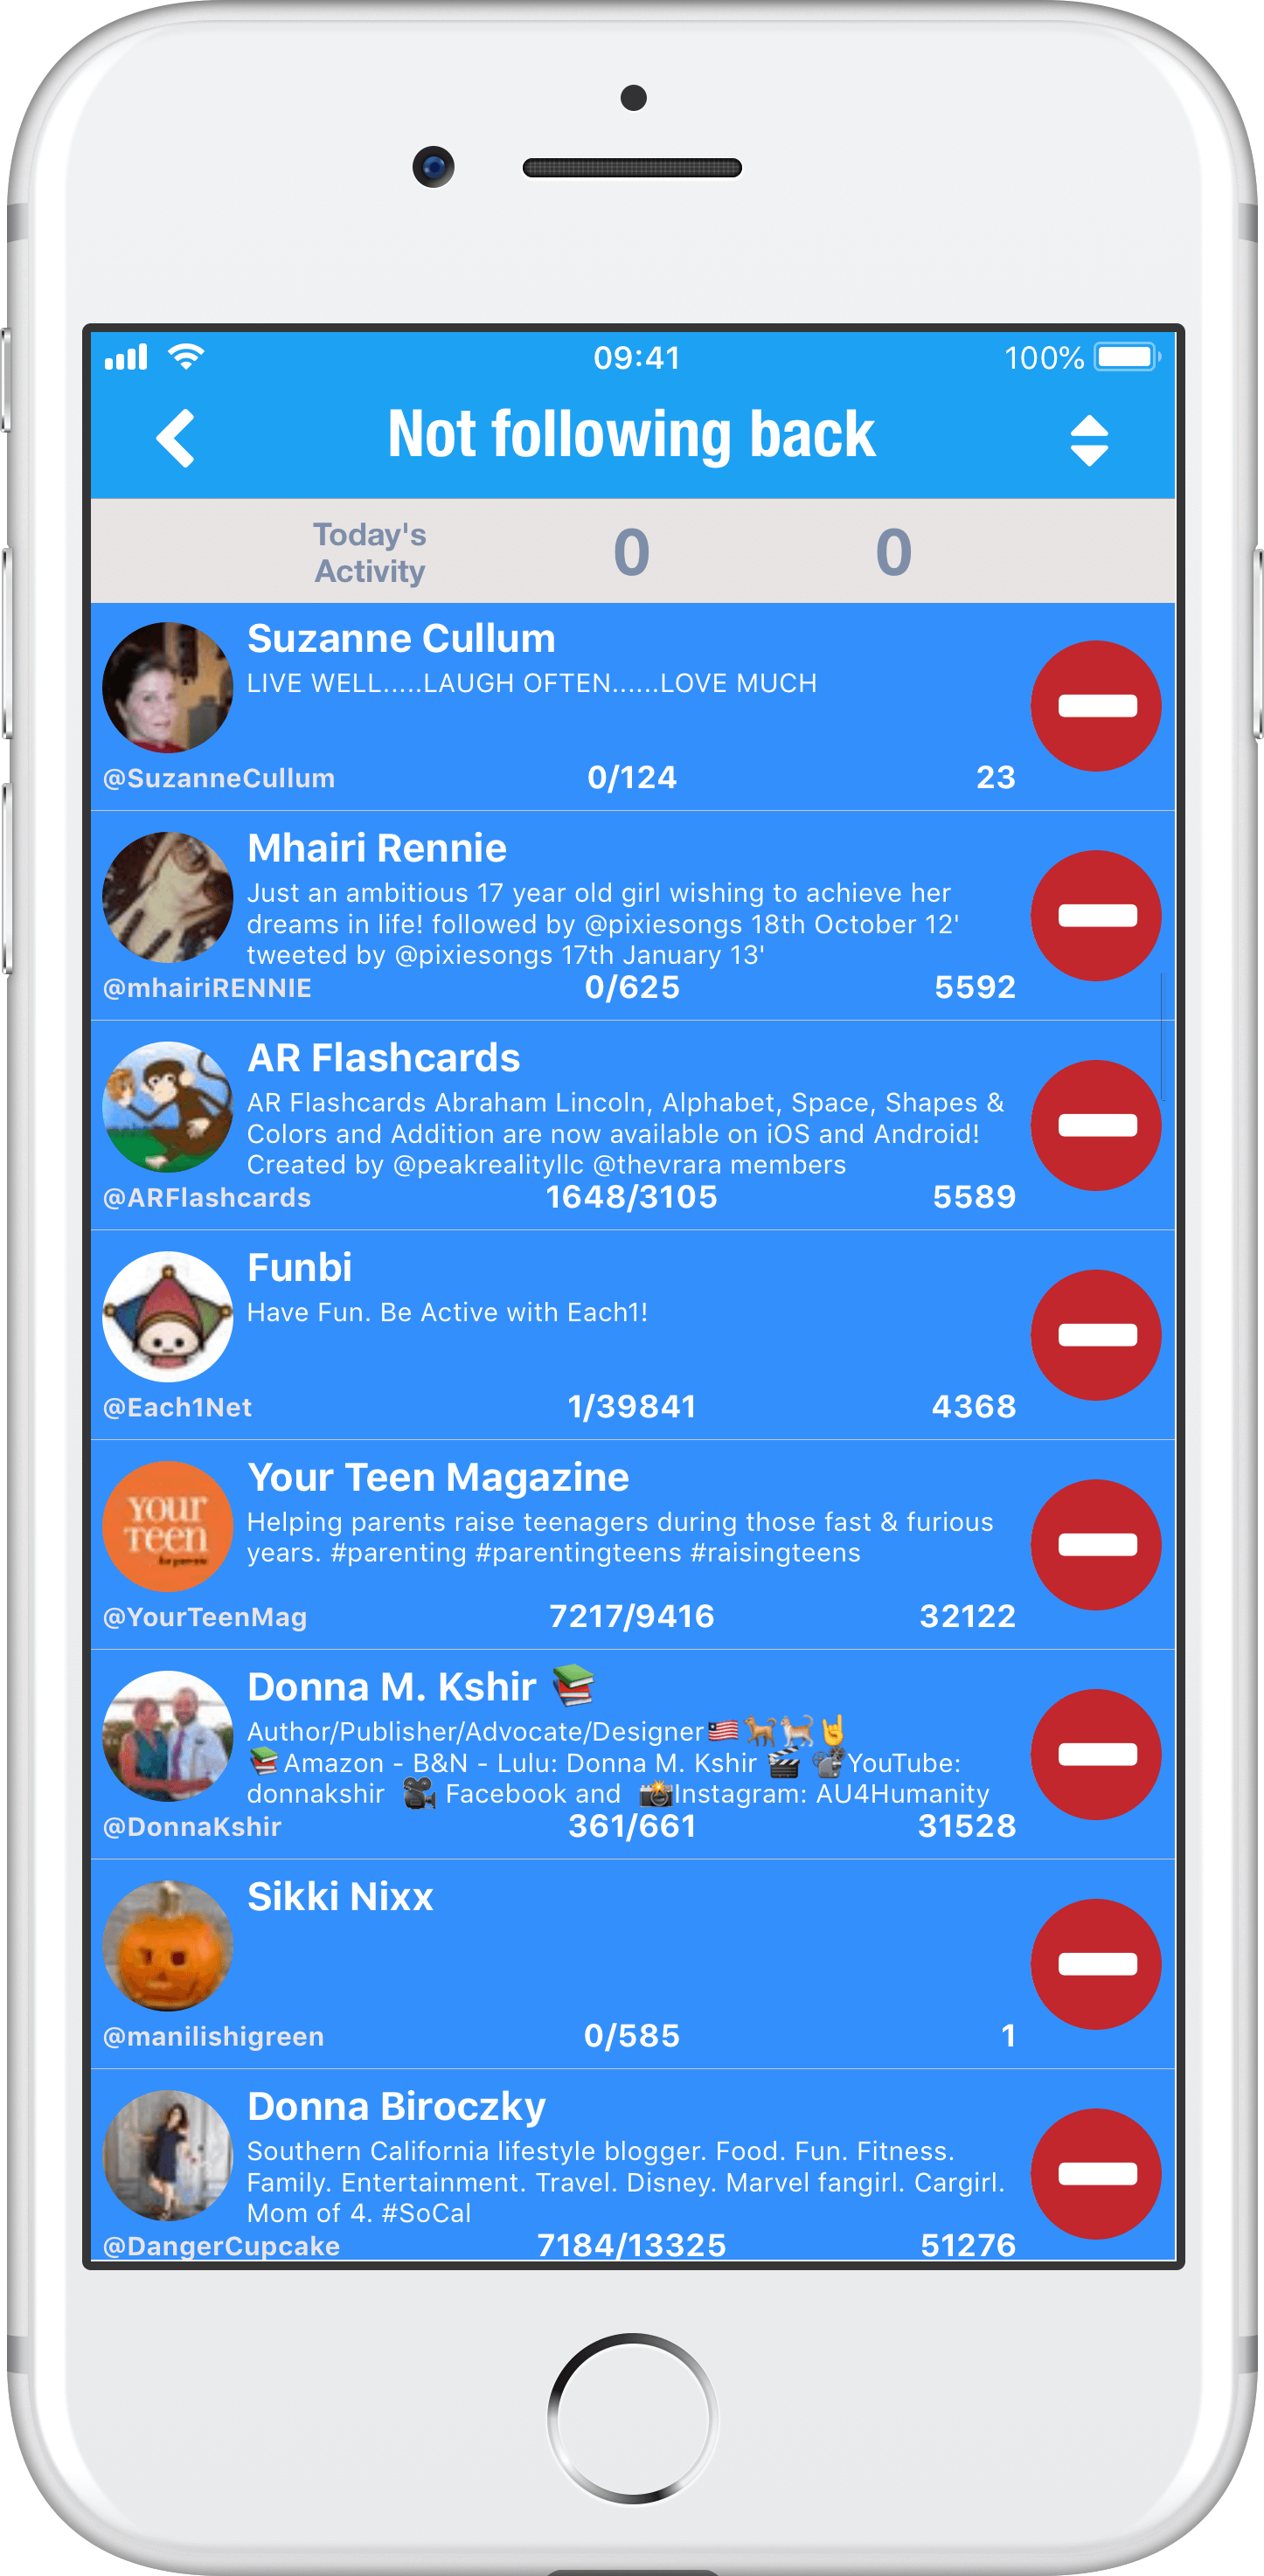 09:41
100%
Not following back
Today's
Activity
0
0
Suzanne Cullum
LIVE WELL.....LAUGH OFTEN......LOVE MUCH
@SuzanneCullum
0/124
23
Mhairi Rennie
Just an ambitious 17 year old girl wishing to achieve her
dreams in life! followed by @pixiesongs 18th October 12'
tweeted by @pixiesongs 17th January 13'
@mhairiRENNIE
0/625
5592
AR Flashcards
AR Flashcards Abraham Lincoln, Alphabet, Space, Shapes &
Colors and Addition are now available on iOS and Android!
Created by @peakrealityllc @thevrara members
@ARFlashcards
1648/3105
5589
Funbi
Have Fun. Be Active with Each1!
@Each1Net
1/39841
4368
YOUR
TEEN
for parents
Your Teen Magazine
Helping parents raise teenagers during those fast & furious
years. #parenting #parentingteens #raisingteens
@YourTeenMag
7217/9416
32122
Donna M. Kshir 📚
Author/Publisher/Advocate/Designer🇱🇷🐕🐈🤘
📚Amazon - B&N - Lulu: Donna M. Kshir 🎬 📽YouTube:
donnakshir 🎥 Facebook and 📸Instagram: AU4Humanity
@DonnaKshir
361/661
31528
Sikki Nixx
@manilishigreen
0/585
1
Donna Biroczky
Southern California lifestyle blogger. Food. Fun. Fitness.
Family. Entertainment. Travel. Disney. Marvel fangirl. Cargirl.
Mom of 4. #SoCal
@DangerCupcake
7184/13325
51276